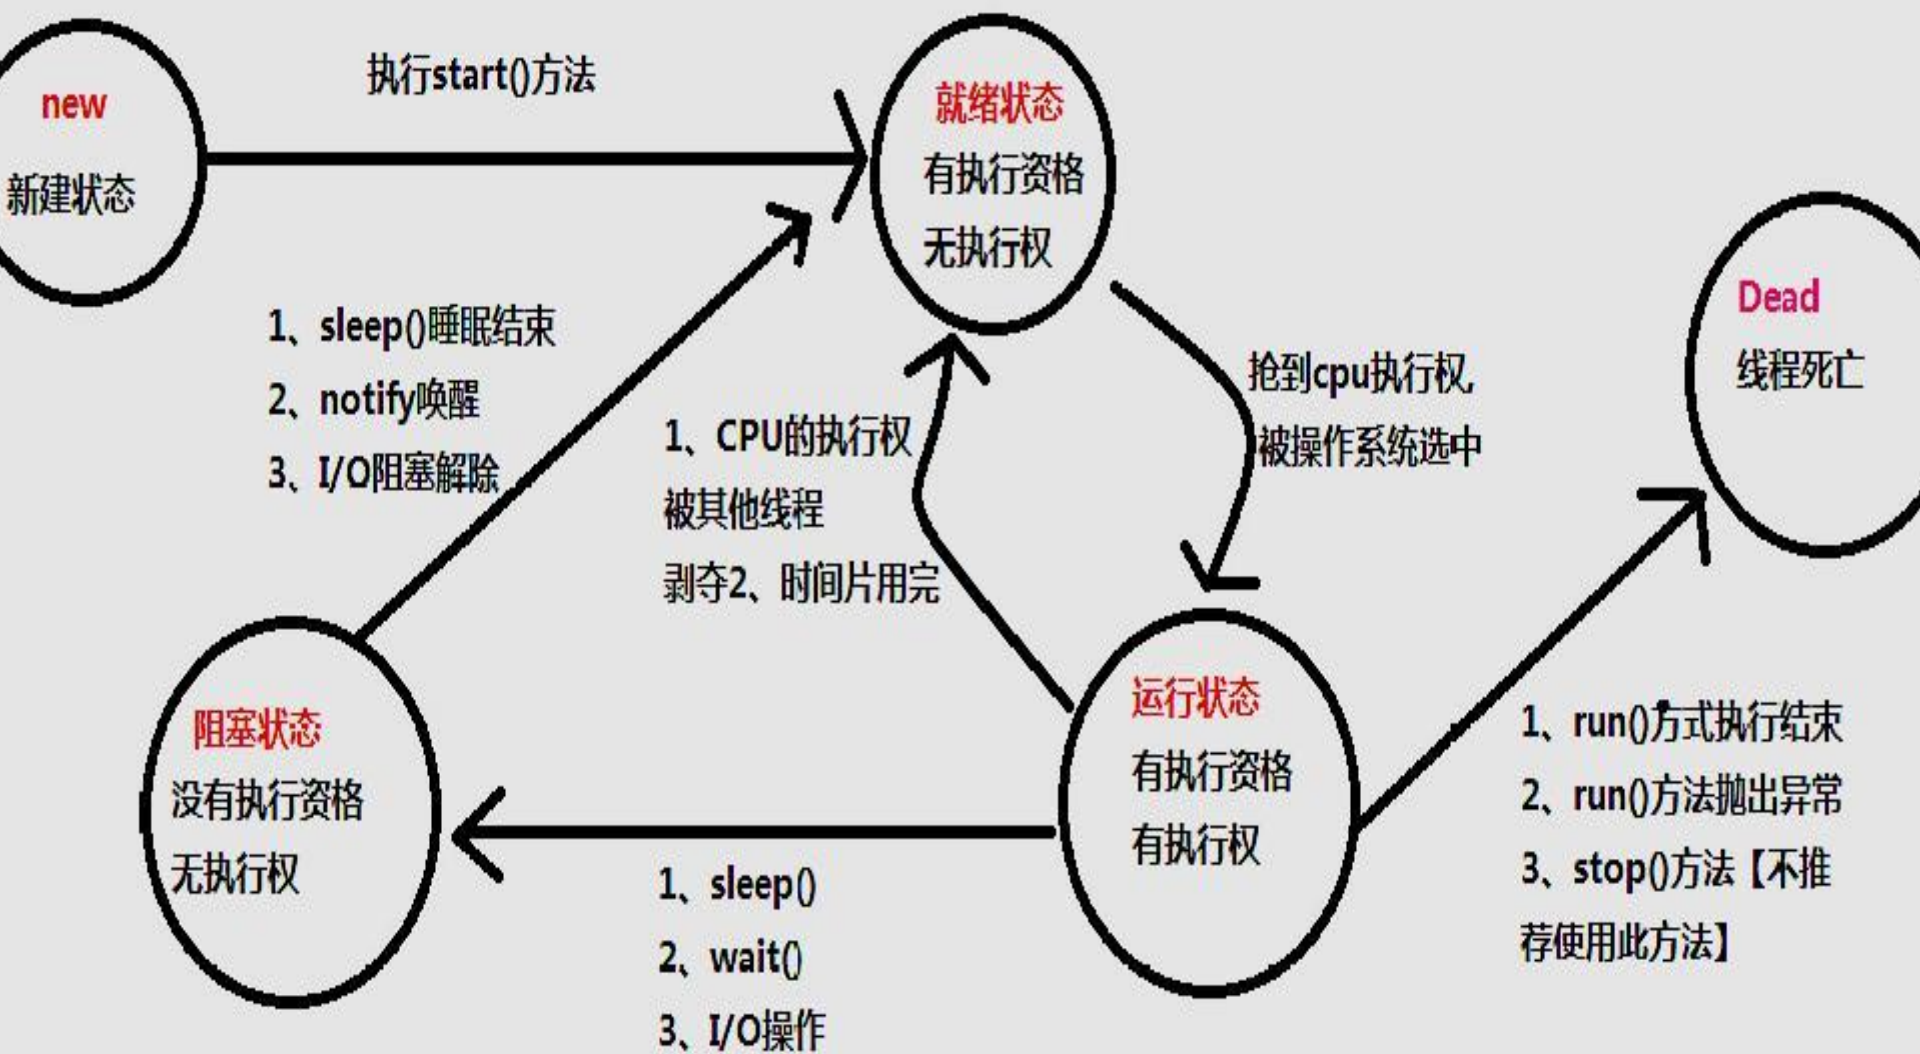 new
新建状态
执行start()方法
就绪状态
有执行资格
无执行权
1、sleep()睡眠结束
2、notify唤醒
3、I/O阻塞解除
1、CPU的执行权
被其他线程
剥夺2、时间片用完
抢到cpu执行权,
被操作系统选中
Dead
线程死亡
阻塞状态
没有执行资格
无执行权
1、sleep()
2、wait()
3、I/O操作
运行状态
有执行资格
有执行权
1、run()方式执行结束
2、run()方法抛出异常
3、stop()方法【不推
荐使用此方法】